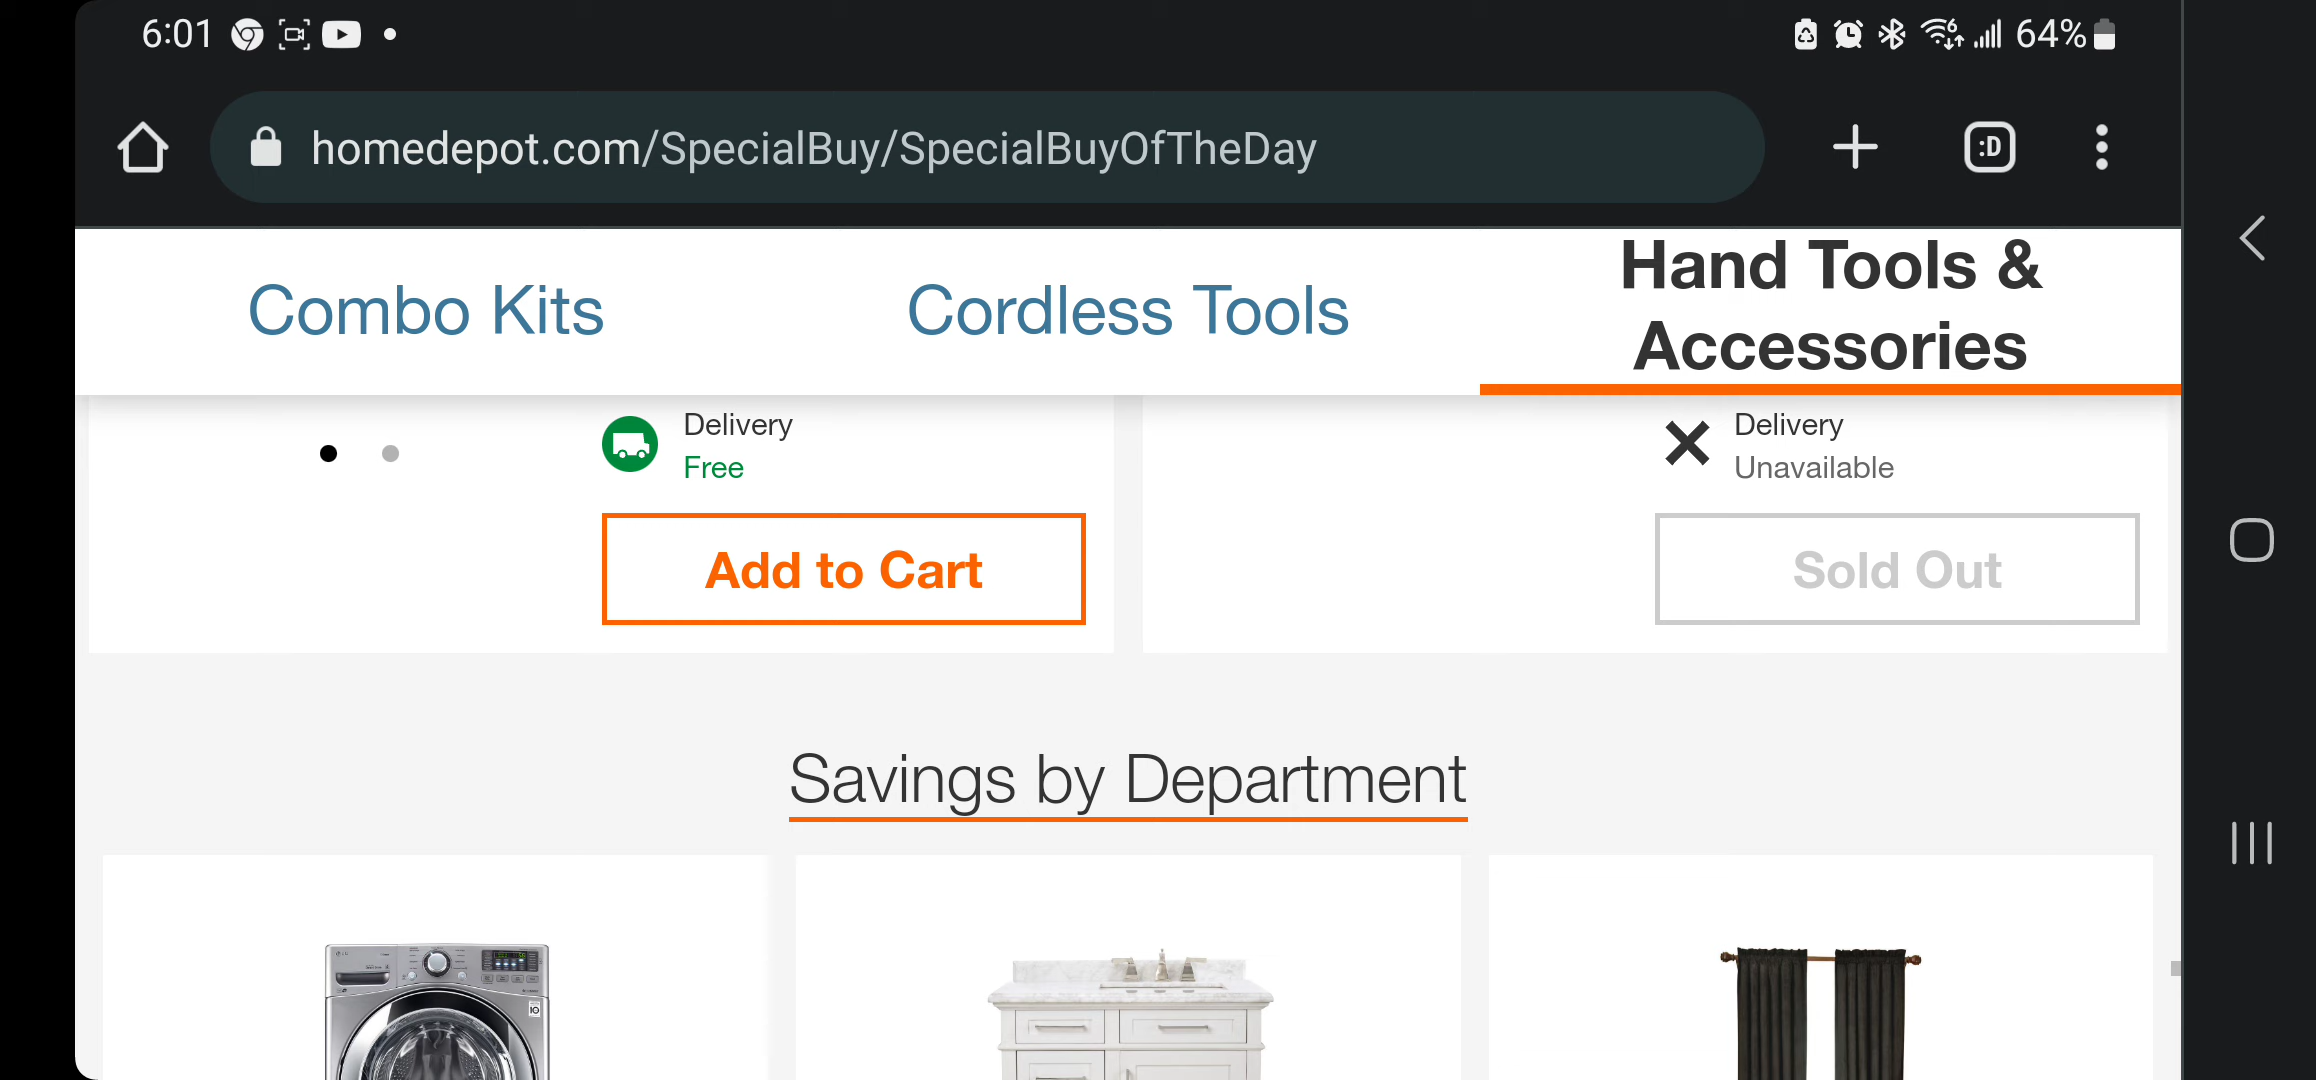 6:01
64%
homedepot.com/SpecialBuy/SpecialBuyOfTheDay
:D
Combo Kits
Cordless Tools
Hand Tools &
Accessories
Delivery
Free
Add to Cart
Delivery
Unavailable
Sold Out
Savings by Department